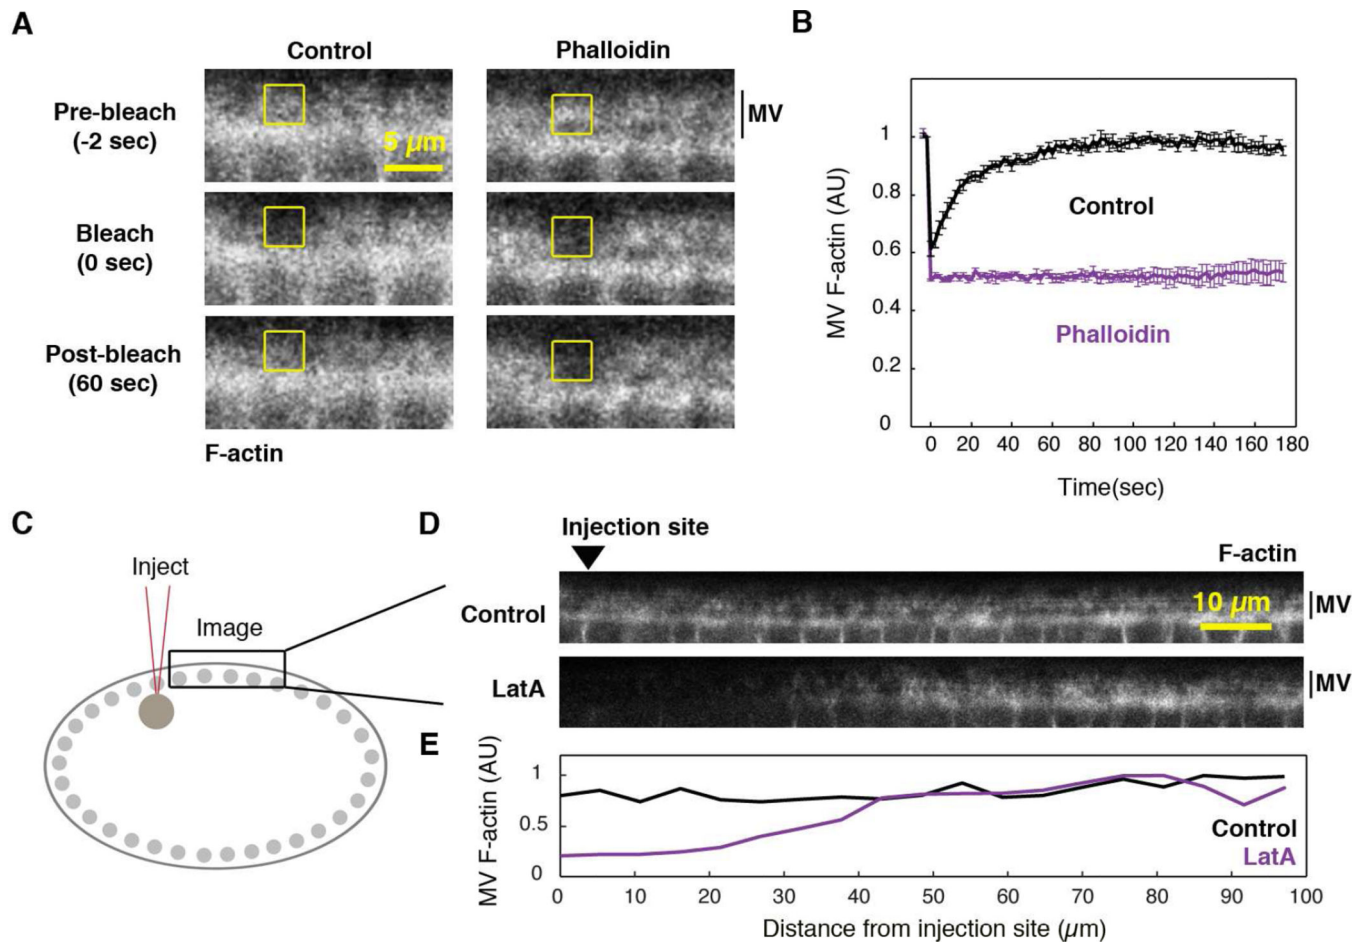 A
Control
Phalloidin
Pre-bleach
(-2 sec)
5 µm
MV
Bleach
(0 sec)
Post-bleach
(60 sec)
F-actin
B
MV F-actin (AU)
1
0.8
0.6
0.4
0.2
0
Control
Phalloidin
0 20 40 60 80 100 120 140 160 180
Time(sec)
C
Inject
Image
D
Injection site
F-actin
Control
10 µm
MV
LatA
MV
E
MV F-actin (AU)
1
0.5
0
Control
LatA
0 10 20 30 40 50 60 70 80 90 100
Distance from injection site (µm)